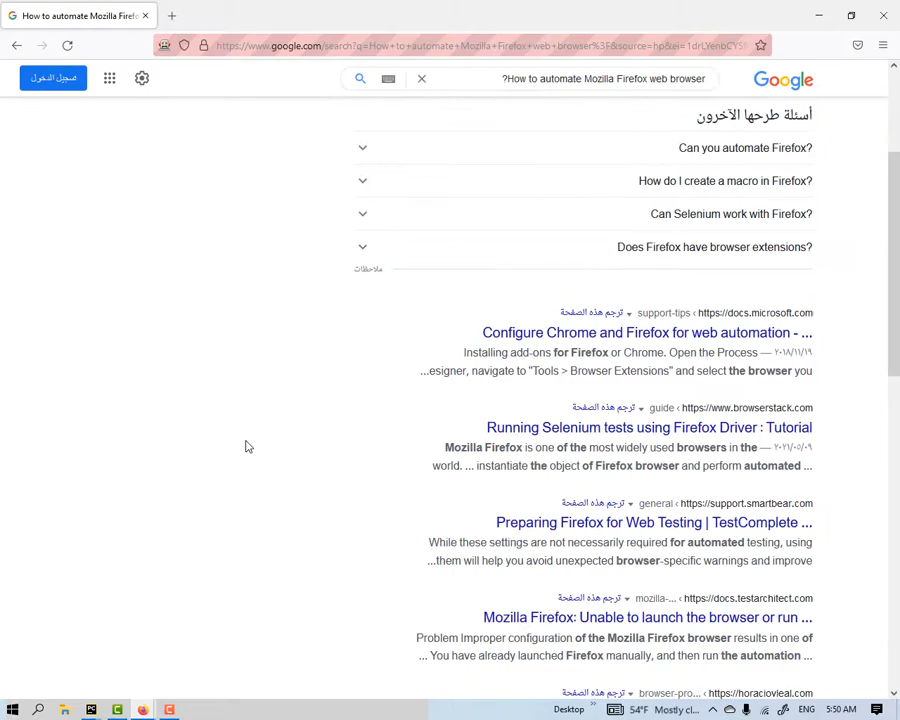 How to automate Mozilla Firefo
https://www.google.com/search?q=How+to+automate+Mozilla+Firefox+web+browser%3F&source=hp&ei=1drLYenbCYS
تسجيل الدخول
?How to automate Mozilla Firefox web browser
Google
أسئلة طرحها الآخرون
Can you automate Firefox?
How do I create a macro in Firefox?
Can Selenium work with Firefox?
Does Firefox have browser extensions?
ملاحظات
https://docs.microsoft.com › support-tips ترجم هذه الصفحة
Configure Chrome and Firefox for web automation - ...
Installing add-ons for Firefox or Chrome. Open the Process — ٢٠١٨/١١/١٩
...esigner, navigate to "Tools > Browser Extensions" and select the browser you
https://www.browserstack.com › guide ترجم هذه الصفحة
Running Selenium tests using Firefox Driver : Tutorial
Mozilla Firefox is one of the most widely used browsers in the — ٢٠٢١/٠٥/٠٩
world. ... instantiate the object of Firefox browser and perform automated ...
https://support.smartbear.com › general ترجم هذه الصفحة
Preparing Firefox for Web Testing | TestComplete ...
While these settings are not necessarily required for automated testing, using
...them will help you avoid unexpected browser-specific warnings and improve
https://docs.testarchitect.com › mozilla-... ترجم هذه الصفحة
Mozilla Firefox: Unable to launch the browser or run ...
Problem Improper configuration of the Mozilla Firefox browser results in one of
... You have already launched Firefox manually, and then run the automation ...
https://horaciovleal.com › browser-pro... ترجم هذه الصفحة
Desktop
54°F Mostly cl...
ENG
5:50 AM